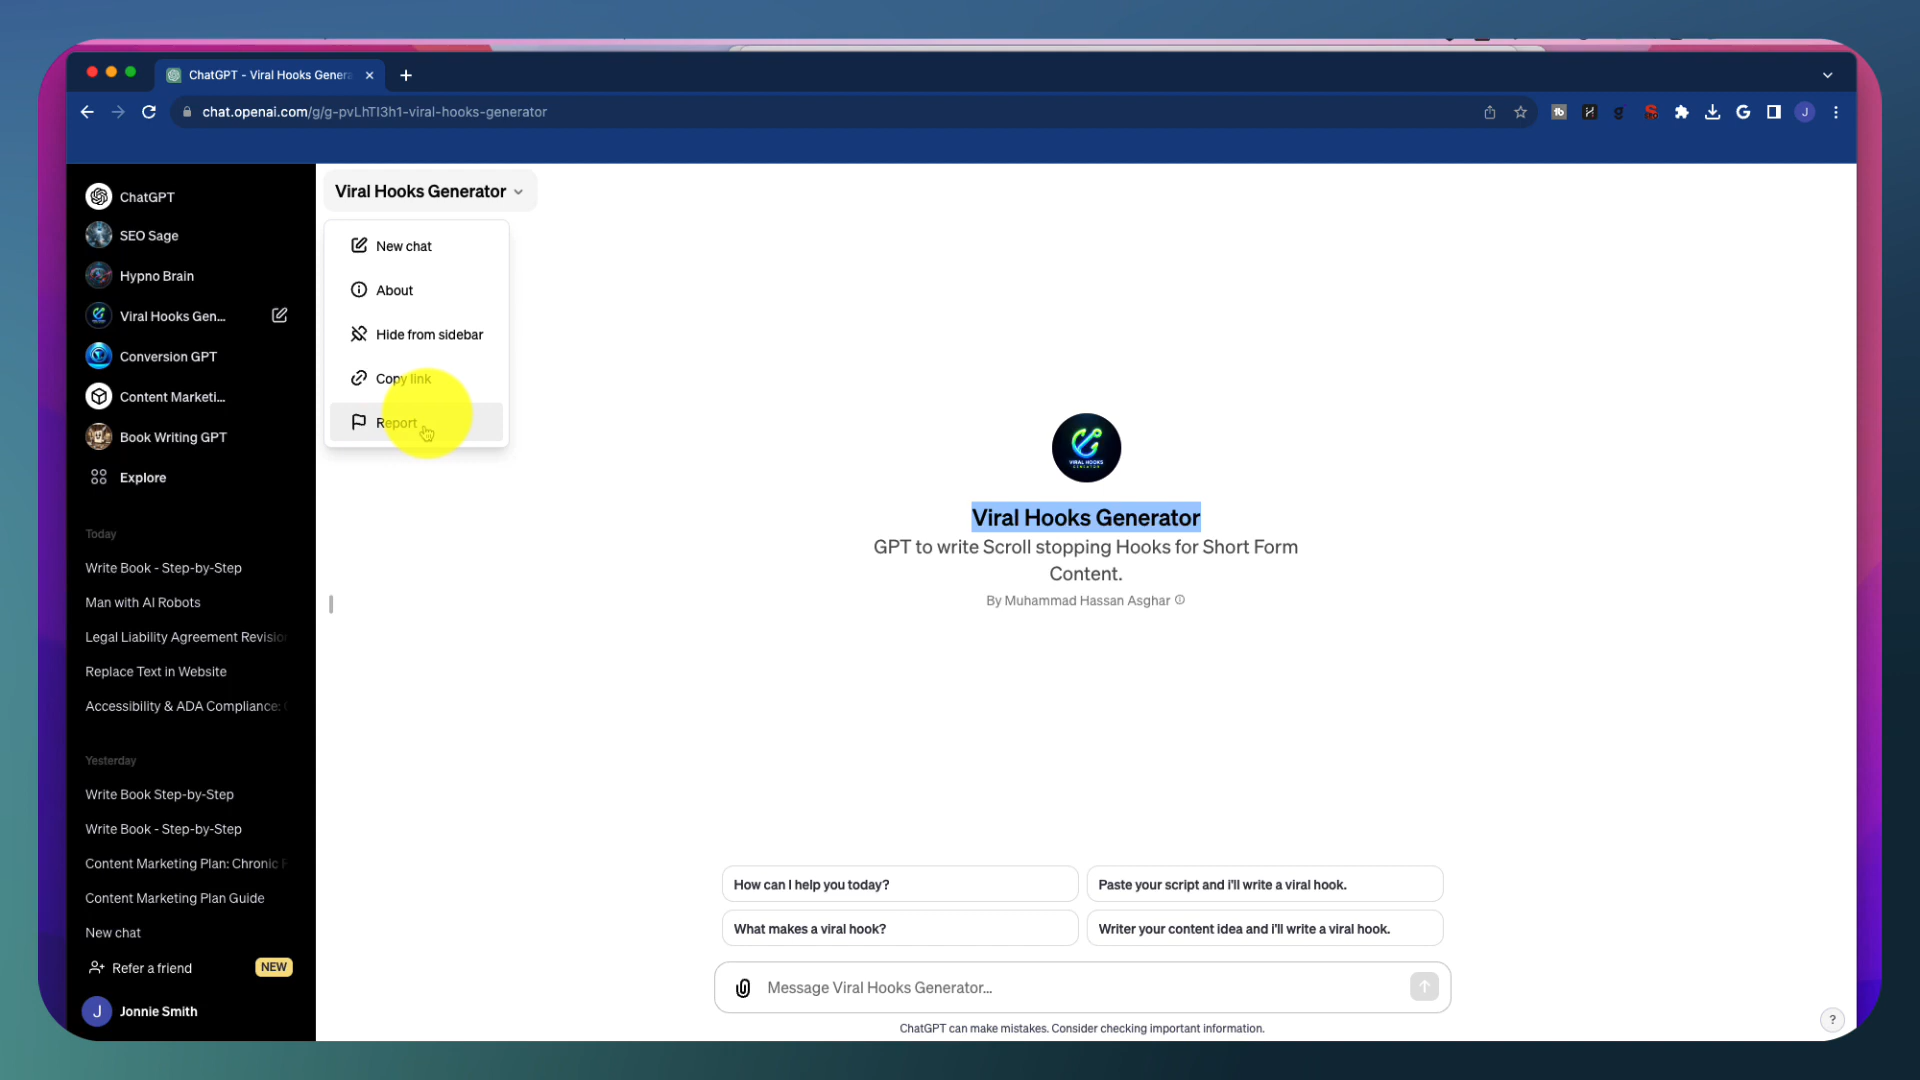 ChatGPT - Viral Hooks Genera
chat.openai.com/g/g-pvLhTI3h1-viral-hooks-generator
tb
J
ChatGPT
SEO Sage
Hypno Brain
Viral Hooks Gen...
Conversion GPT
Content Marketi...
Book Writing GPT
Explore
Today
Write Book - Step-by-Step
Man with AI Robots
Legal Liability Agreement Revision
Replace Text in Website
Accessibility & ADA Compliance:
Yesterday
Write Book Step-by-Step
Write Book - Step-by-Step
Content Marketing Plan: Chronic
Content Marketing Plan Guide
New chat
Refer a friend
NEW
J
Jonnie Smith
Viral Hooks Generator
New chat
About
Hide from sidebar
Copy link
Report
VIRAL HOOKS
GENERATOR
Viral Hooks Generator
GPT to write Scroll stopping Hooks for Short Form
Content.
By Muhammad Hassan Asghar
How can I help you today?
Paste your script and i'll write a viral hook.
What makes a viral hook?
Writer your content idea and i'll write a viral hook.
Message Viral Hooks Generator...
ChatGPT can make mistakes. Consider checking important information.
?